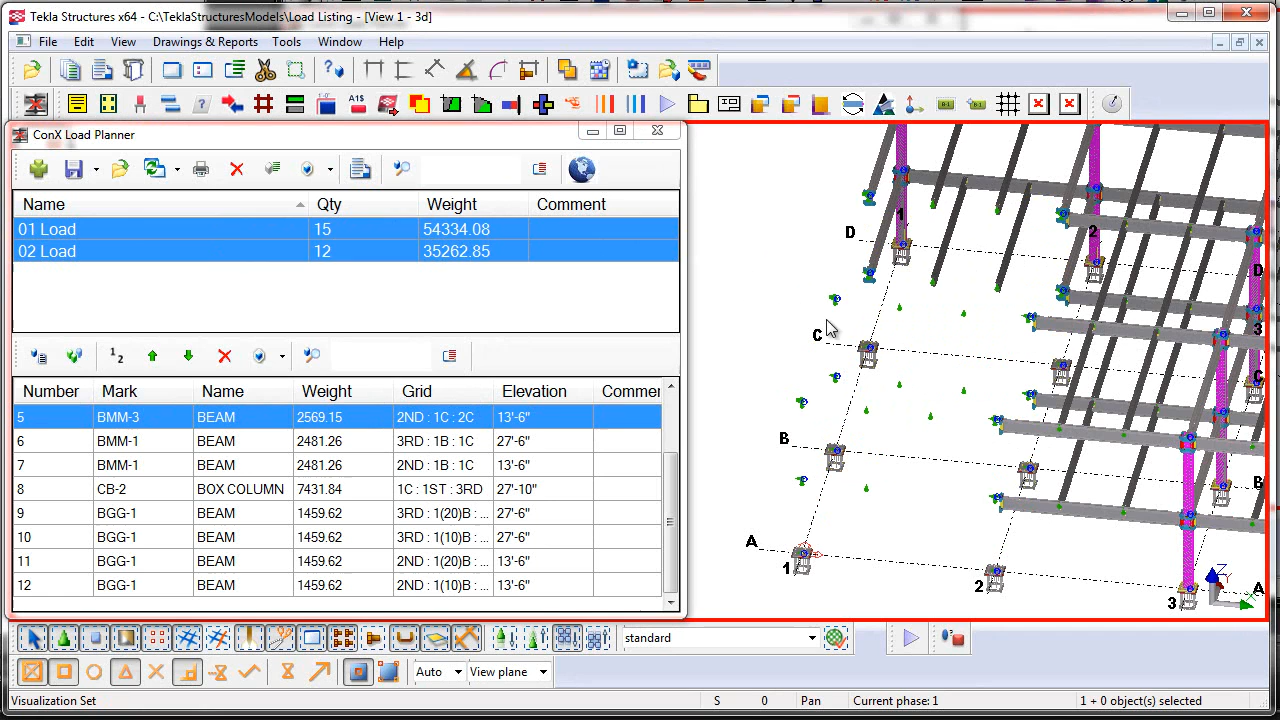 Tekla Structures x64 - C:\TeklaStructuresModels\Load Listing - [View 1 - 3d]
File Edit View Drawings & Reports Tools Window Help
ConX Load Planner
Name Qty Weight Comment
01 Load 15 54334.08
02 Load 12 35262.85
Number Mark Name Weight Grid Elevation Commer
5 BMM-3 BEAM 2569.15 2ND : 1C : 2C 13'-6"
6 BMM-1 BEAM 2481.26 3RD : 1B : 1C 27'-6"
7 BMM-1 BEAM 2481.26 2ND : 1B : 1C 13'-6"
8 CB-2 BOX COLUMN 7431.84 1C : 1ST : 3RD 27'-10"
9 BGG-1 BEAM 1459.62 3RD : 1(20)B : ... 27'-6"
10 BGG-1 BEAM 1459.62 3RD : 1(10)B : ... 27'-6"
11 BGG-1 BEAM 1459.62 2ND : 1(20)B : ... 13'-6"
12 BGG-1 BEAM 1459.62 2ND : 1(10)B : ... 13'-6"
1
D 2
D
3
C
C
B
B
A
1
2 A
3
Z
standard
Auto View plane
Visualization Set S 0 Pan Current phase: 1 1 + 0 object(s) selected